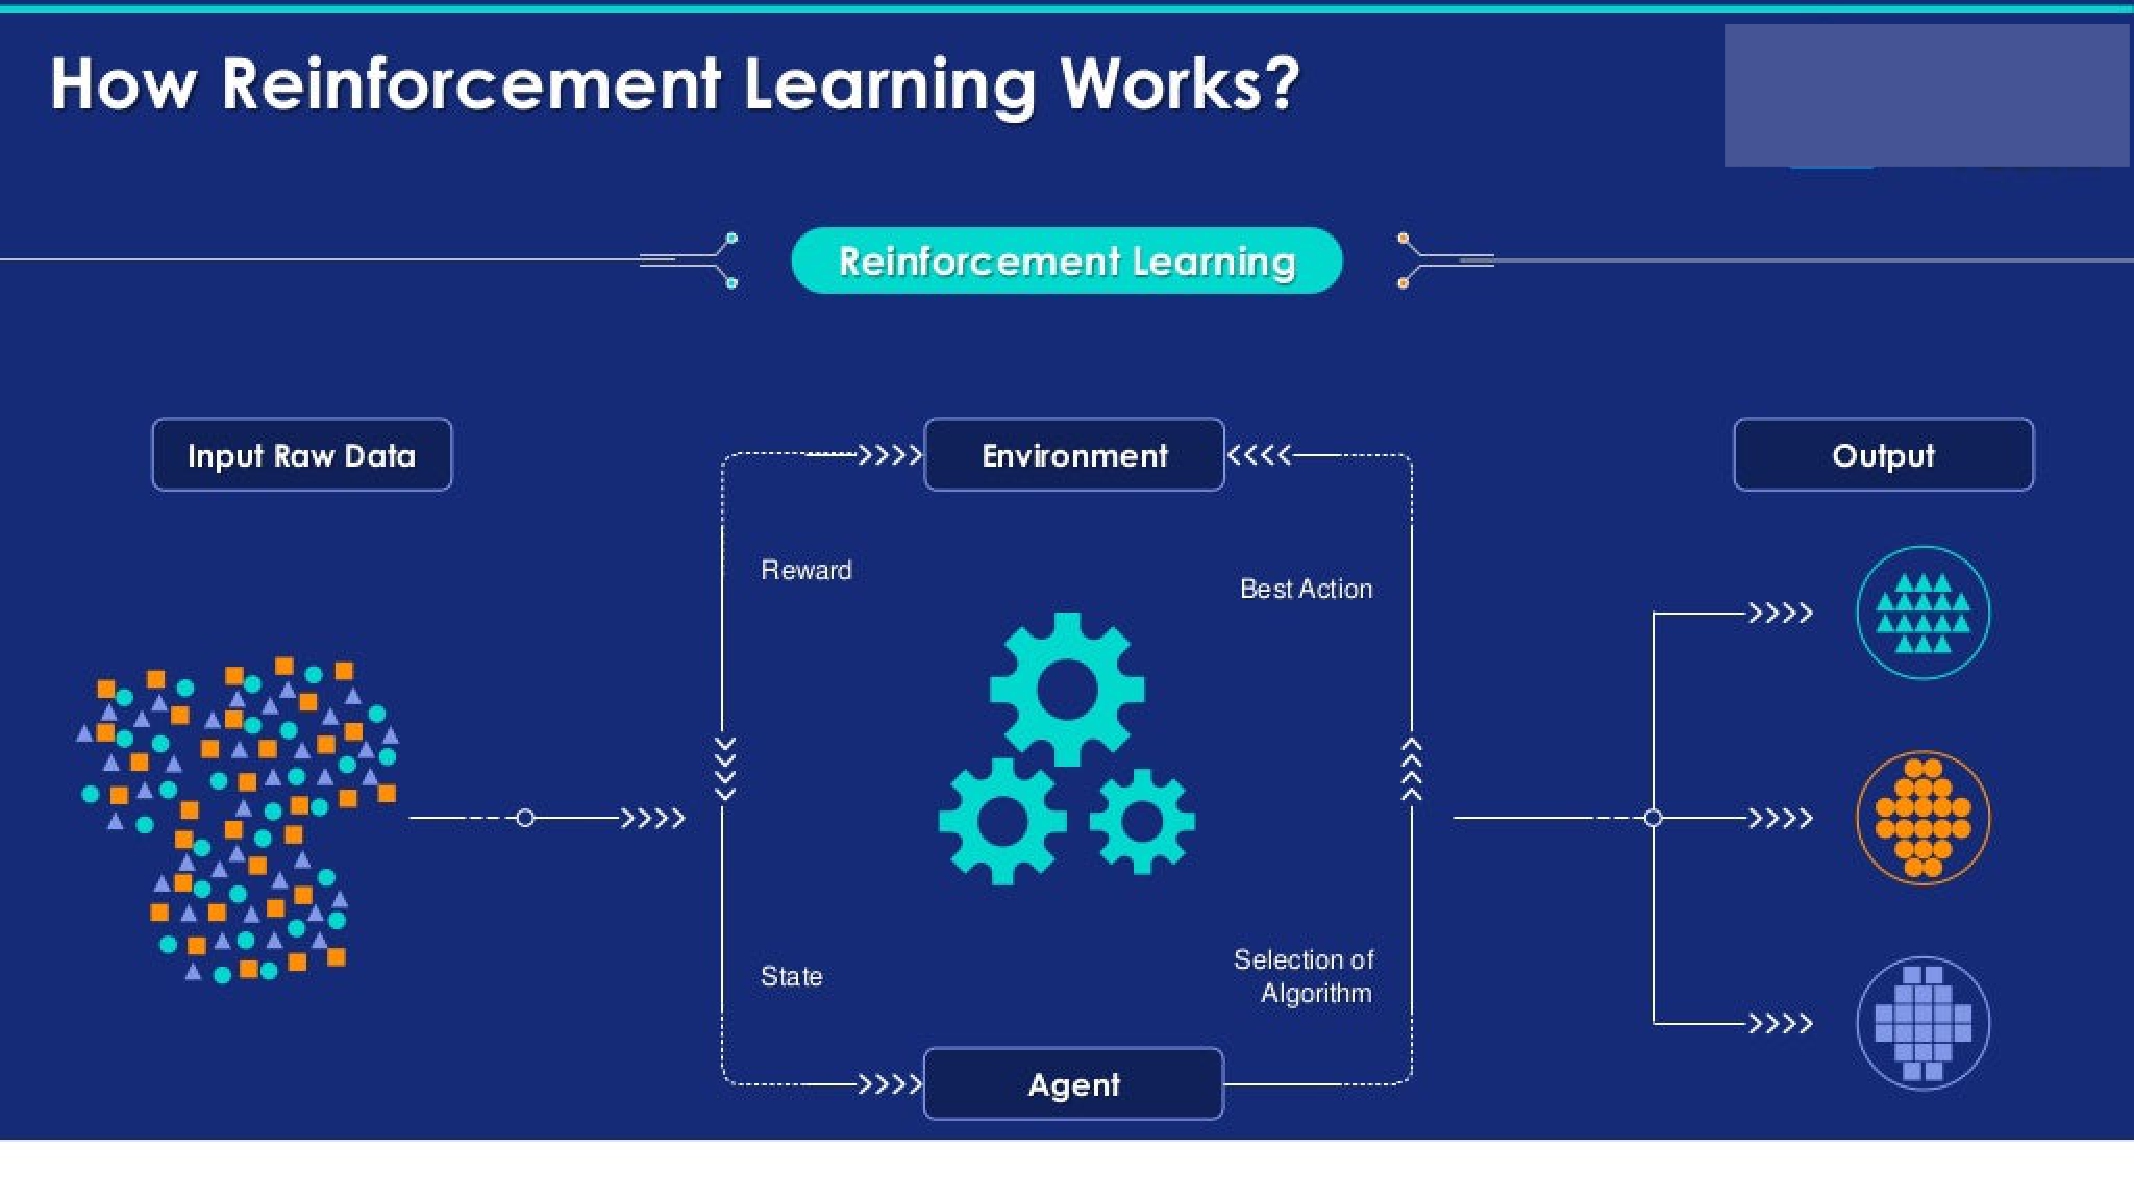 How Reinforcement Learning Works?
Reinforcement Learning
Input Raw Data
Environment
Output
Reward
Best Action
State
Selection of
Algorithm
Agent